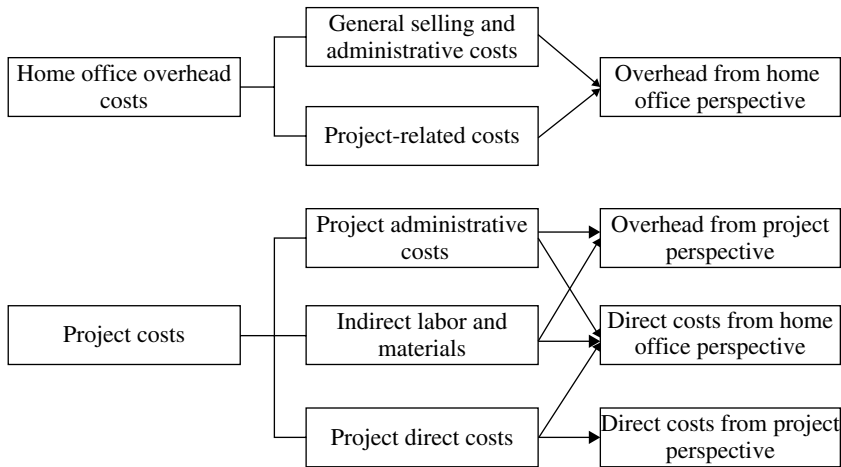 General selling and
administrative costs
Home office overhead
costs
Overhead from home
office perspective
Project-related costs
Project administrative
costs
Overhead from project
perspective
Project costs
Indirect labor and
materials
Direct costs from home
office perspective
Project direct costs
Direct costs from project
perspective